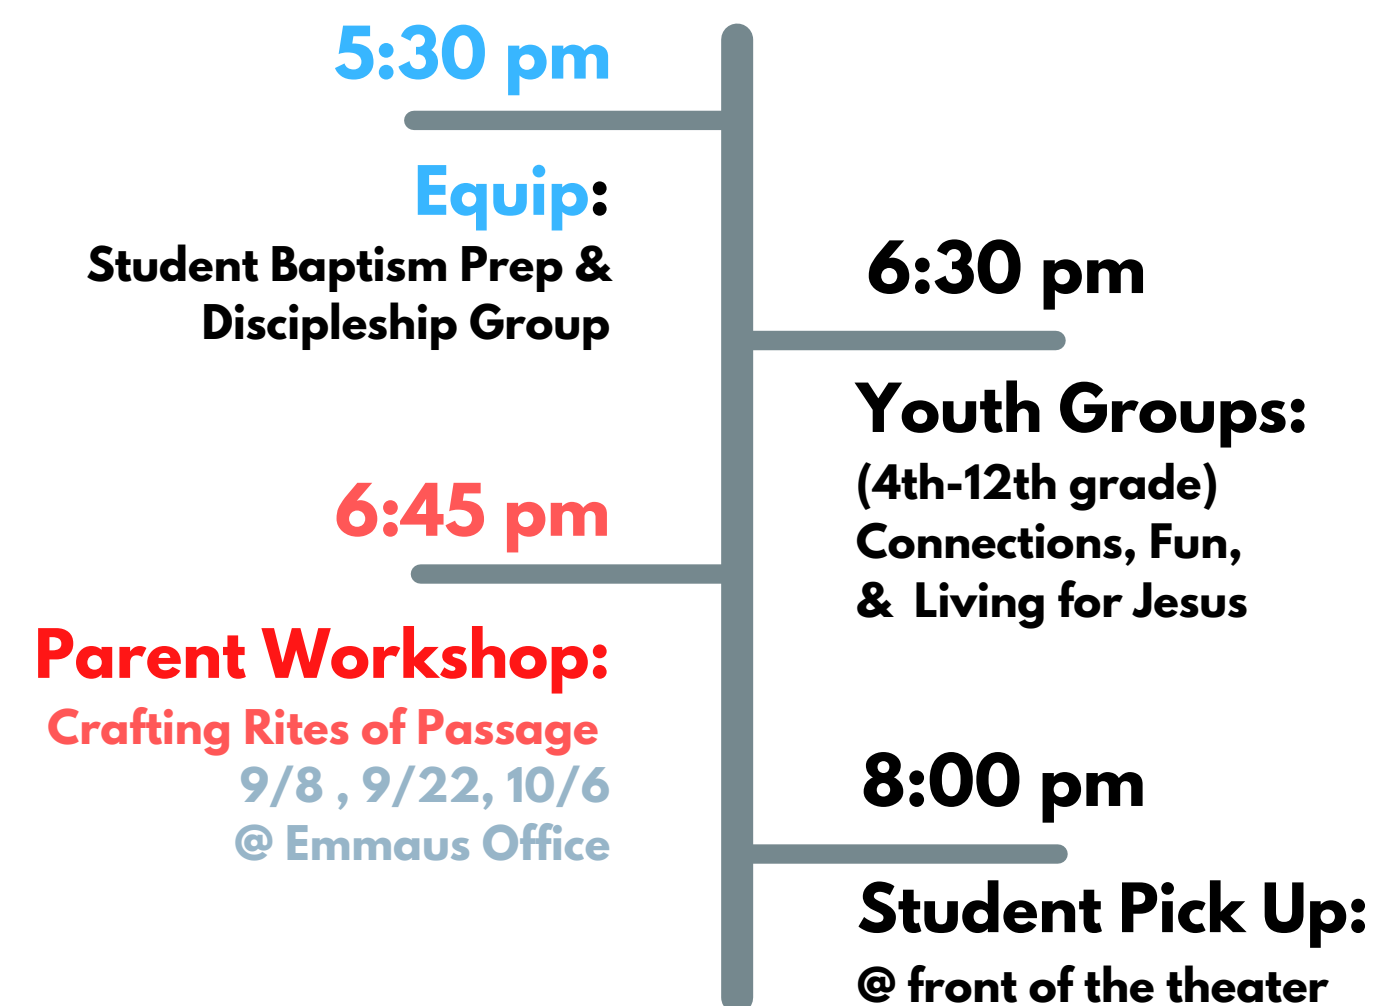 5:30 pm
Equip:
Student Baptism Prep &
Discipleship Group
6:30 pm
Youth Groups:
(4th-12th grade)
Connections, Fun,
& Living for Jesus
6:45 pm
Parent Workshop:
Crafting Rites of Passage
9/8 , 9/22, 10/6
@ Emmaus Office
8:00 pm
Student Pick Up:
@ front of the theater